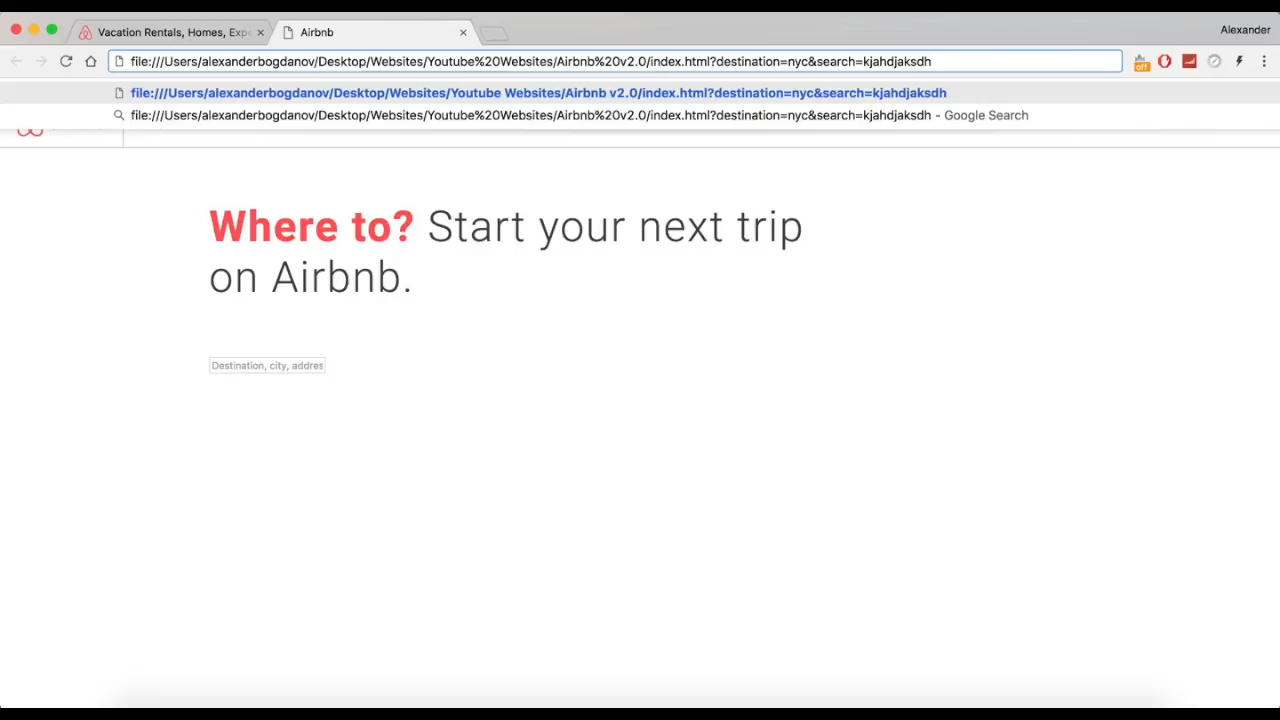 Vacation Rentals, Homes, Exp
Airbnb
Alexander
file:///Users/alexanderbogdanov/Desktop/Websites/Youtube%20Websites/Airbnb%20v2.0/index.html?destination=nyc&search=kjahdjaksdh
off
file:///Users/alexanderbogdanov/Desktop/Websites/Youtube Websites/Airbnb v2.0/index.html?destination=nyc&search=kjahdjaksdh
file:///Users/alexanderbogdanov/Desktop/Websites/Youtube%20Websites/Airbnb%20v2.0/index.html?destination=nyc&search=kjahdjaksdh - Google Search
Where to? Start your next trip
on Airbnb.
Destination, city, addres